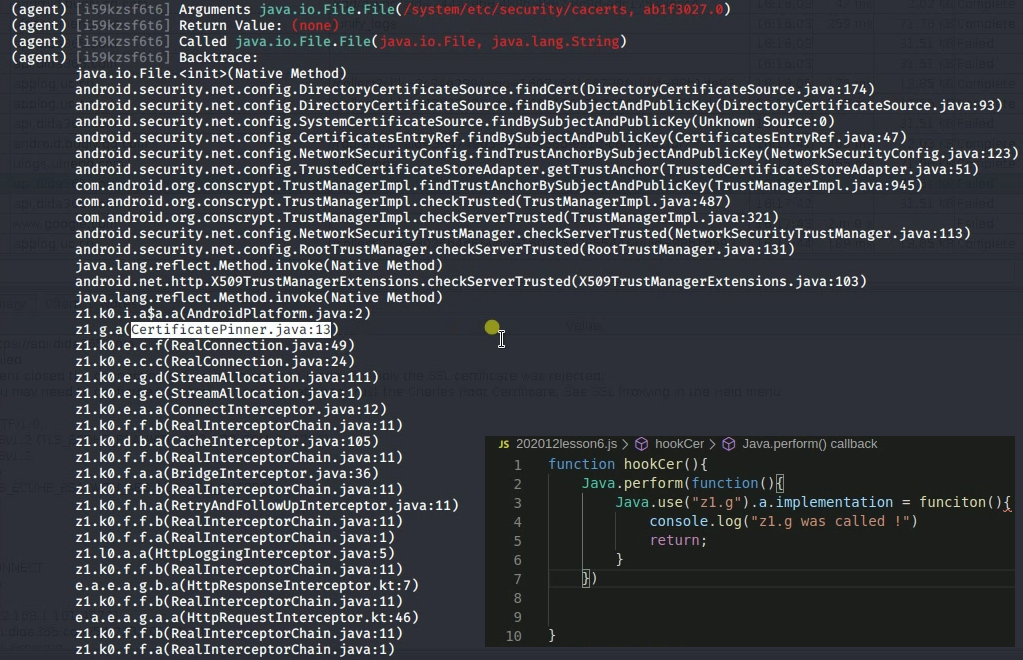 (agent) [i59kzsf6t6] Arguments java.io.File.File(/system/etc/security/cacerts, ab1f3027.0)
(agent) [i59kzsf6t6] Return Value: (none)
(agent) [i59kzsf6t6] Called java.io.File.File(java.io.File, java.lang.String)
(agent) [i59kzsf6t6] Backtrace:
java.io.File.<init>(Native Method)
android.security.net.config.DirectoryCertificateSource.findCert(DirectoryCertificateSource.java:174)
android.security.net.config.DirectoryCertificateSource.findBySubjectAndPublicKey(DirectoryCertificateSource.java:93)
android.security.net.config.SystemCertificateSource.findBySubjectAndPublicKey(Unknown Source:0)
android.security.net.config.CertificatesEntryRef.findBySubjectAndPublicKey(CertificatesEntryRef.java:47)
android.security.net.config.NetworkSecurityConfig.findTrustAnchorBySubjectAndPublicKey(NetworkSecurityConfig.java:123)
android.security.net.config.TrustedCertificateStoreAdapter.getTrustAnchor(TrustedCertificateStoreAdapter.java:51)
com.android.org.conscrypt.TrustManagerImpl.findTrustAnchorBySubjectAndPublicKey(TrustManagerImpl.java:945)
com.android.org.conscrypt.TrustManagerImpl.checkTrusted(TrustManagerImpl.java:487)
com.android.org.conscrypt.TrustManagerImpl.checkServerTrusted(TrustManagerImpl.java:321)
android.security.net.config.NetworkSecurityTrustManager.checkServerTrusted(NetworkSecurityTrustManager.java:113)
android.security.net.config.RootTrustManager.checkServerTrusted(RootTrustManager.java:131)
java.lang.reflect.Method.invoke(Native Method)
android.net.http.X509TrustManagerExtensions.checkServerTrusted(X509TrustManagerExtensions.java:103)
java.lang.reflect.Method.invoke(Native Method)
z1.k0.i.a$a.a(AndroidPlatform.java:2)
z1.g.a(CertificatePinner.java:13)
z1.k0.e.c.f(RealConnection.java:49)
z1.k0.e.c.c(RealConnection.java:24)
z1.k0.e.g.d(StreamAllocation.java:111)
z1.k0.e.g.e(StreamAllocation.java:1)
z1.k0.e.a.a(ConnectInterceptor.java:12)
z1.k0.f.f.b(RealInterceptorChain.java:11)
z1.k0.d.b.a(CacheInterceptor.java:105)
z1.k0.f.f.b(RealInterceptorChain.java:11)
z1.k0.f.a.a(BridgeInterceptor.java:36)
z1.k0.f.f.b(RealInterceptorChain.java:11)
z1.k0.f.h.a(RetryAndFollowUpInterceptor.java:11)
z1.k0.f.f.b(RealInterceptorChain.java:11)
z1.k0.f.f.a(RealInterceptorChain.java:1)
z1.l0.a.a(HttpLoggingInterceptor.java:5)
z1.k0.f.f.b(RealInterceptorChain.java:11)
e.a.e.a.g.b.a(HttpResponseInterceptor.kt:7)
z1.k0.f.f.b(RealInterceptorChain.java:11)
e.a.e.a.g.a.a(HttpRequestInterceptor.kt:46)
z1.k0.f.f.b(RealInterceptorChain.java:11)
z1.k0.f.f.a(RealInterceptorChain.java:1)
JS 202012lesson6.js > hookCer > Java.perform() callback
1 function hookCer(){
2 Java.perform(function(){
3 Java.use("z1.g").a.implementation = funciton(){
4 console.log("z1.g was called !")
5 return;
6 }
7 })
8
9
10 }